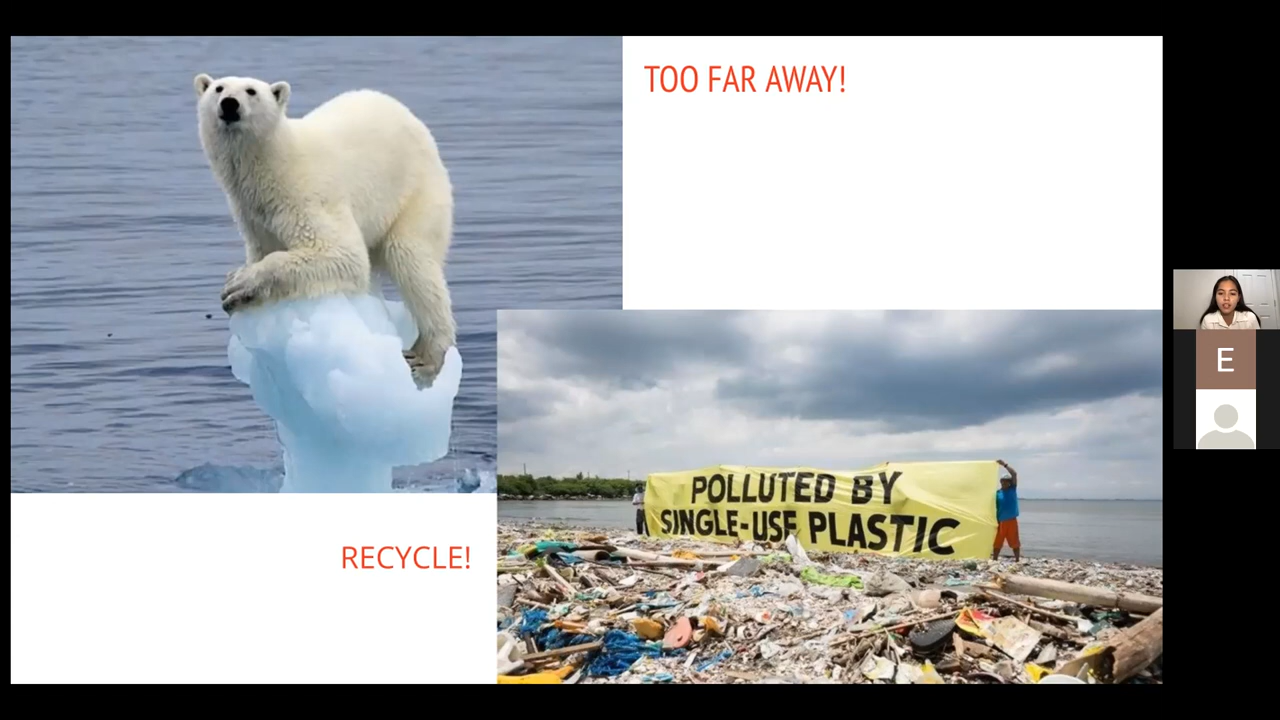 TOO FAR AWAY!
POLLUTED BY
SINGLE-USE PLASTIC
RECYCLE!
E